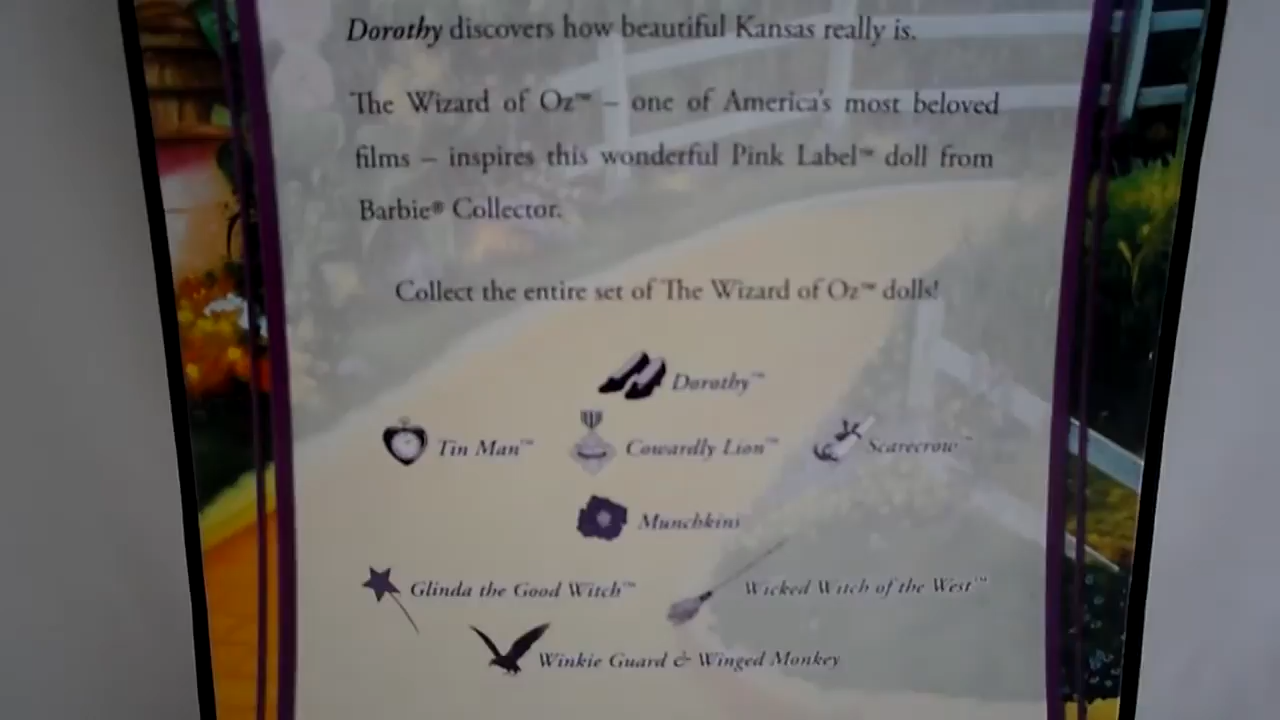 Dorothy discovers how beautiful Kansas really is.
The Wizard of Oz™ – one of America's most beloved
films – inspires this wonderful Pink Label™ doll from
Barbie® Collector.
Collect the entire set of The Wizard of Oz™ dolls!
Dorothy™
Tin Man™ Cowardly Lion™ Scarecrow™
Munchkins
Glinda the Good Witch™ Wicked Witch of the West™
Winkie Guard & Winged Monkey